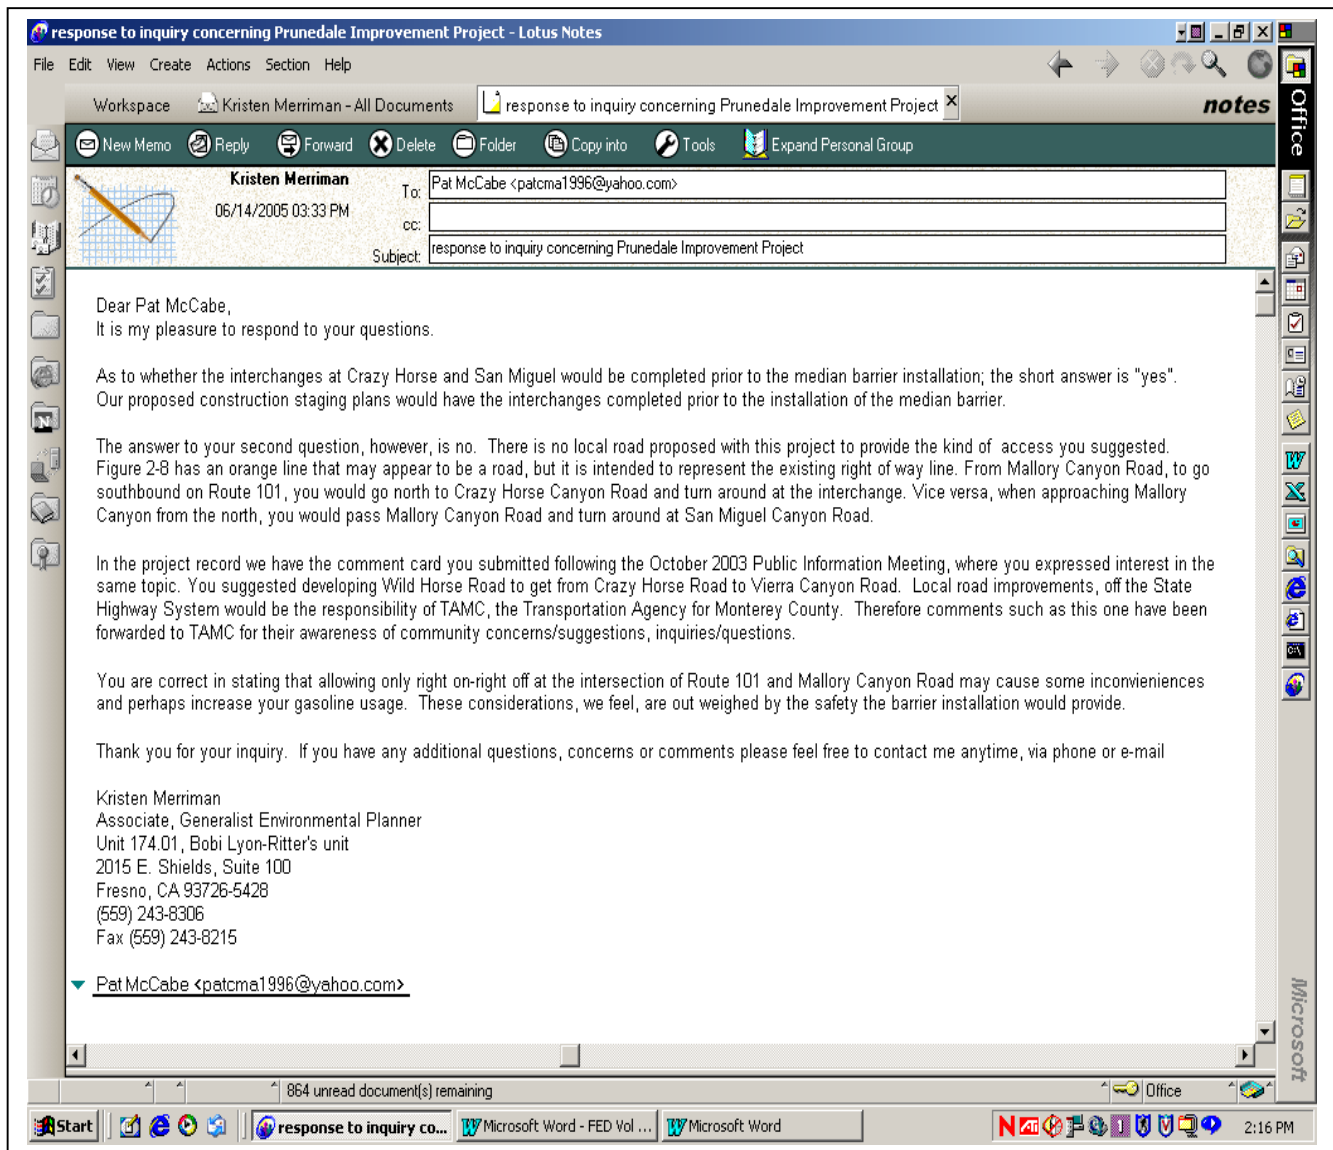 response to inquiry concerning Prunedale Improvement Project - Lotus Notes
File Edit View Create Actions Section Help
Workspace Kristen Merriman - All Documents response to inquiry concerning Prunedale Improvement Project notes
New Memo Reply Forward Delete Folder Copy into Tools Expand Personal Group
Kristen Merriman
06/14/2005 03:33 PM
To: Pat McCabe <patcma1996@yahoo.com>
cc:
Subject: response to inquiry concerning Prunedale Improvement Project
Dear Pat McCabe,
It is my pleasure to respond to your questions.
As to whether the interchanges at Crazy Horse and San Miguel would be completed prior to the median barrier installation; the short answer is "yes".
Our proposed construction staging plans would have the interchanges completed prior to the installation of the median barrier.
The answer to your second question, however, is no. There is no local road proposed with this project to provide the kind of access you suggested.
Figure 2-8 has an orange line that may appear to be a road, but it is intended to represent the existing right of way line. From Mallory Canyon Road, to go
southbound on Route 101, you would go north to Crazy Horse Canyon Road and turn around at the interchange. Vice versa, when approaching Mallory
Canyon from the north, you would pass Mallory Canyon Road and turn around at San Miguel Canyon Road.
In the project record we have the comment card you submitted following the October 2003 Public Information Meeting, where you expressed interest in the
same topic. You suggested developing Wild Horse Road to get from Crazy Horse Road to Vierra Canyon Road. Local road improvements, off the State
Highway System would be the responsibility of TAMC, the Transportation Agency for Monterey County. Therefore comments such as this one have been
forwarded to TAMC for their awareness of community concerns/suggestions, inquiries/questions.
You are correct in stating that allowing only right on-right off at the intersection of Route 101 and Mallory Canyon Road may cause some inconvieniences
and perhaps increase your gasoline usage. These considerations, we feel, are out weighed by the safety the barrier installation would provide.
Thank you for your inquiry. If you have any additional questions, concerns or comments please feel free to contact me anytime, via phone or e-mail
Kristen Merriman
Associate, Generalist Environmental Planner
Unit 174.01, Bobi Lyon-Ritter's unit
2015 E. Shields, Suite 100
Fresno, CA 93726-5428
(559) 243-8306
Fax (559) 243-8215
Pat McCabe <patcma1996@yahoo.com>
864 unread document(s) remaining
Office
Start response to inquiry co... Microsoft Word - FED Vol ... Microsoft Word 2:16 PM
Office
Microsoft